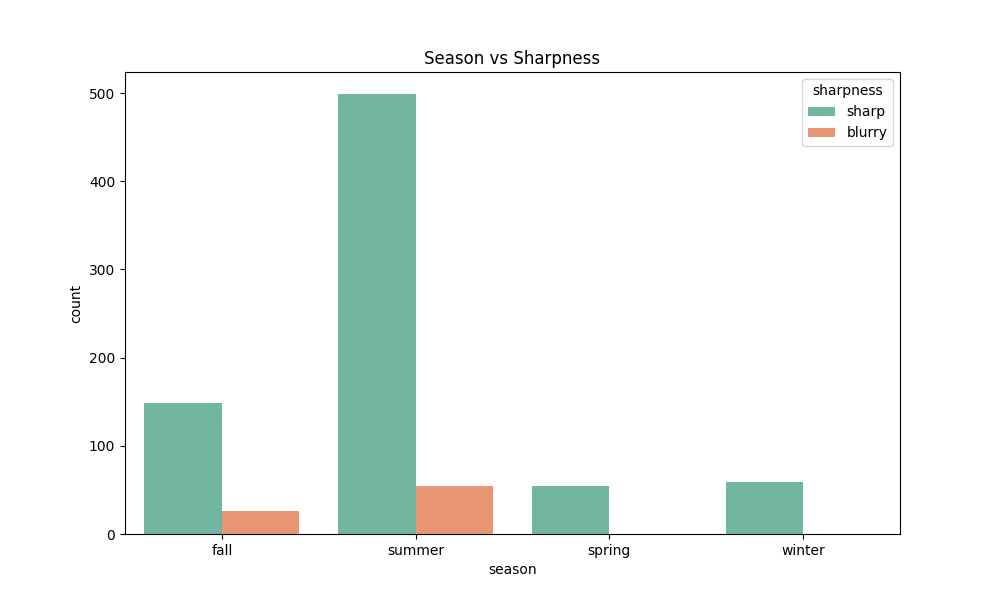 Season vs Sharpness
sharpness
sharp
blurry
500
400
300
200
100
0
count
fall summer spring winter
season